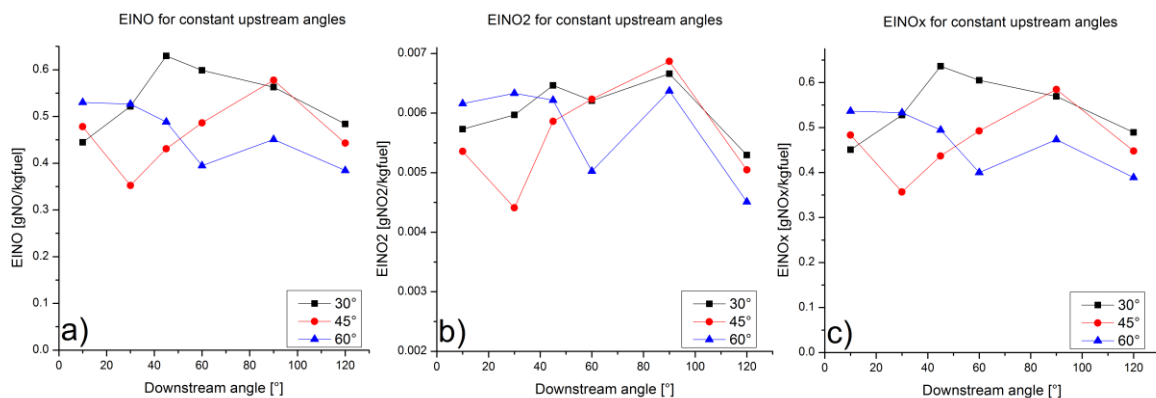 EINO for constant upstream angles
0.6
0.5
0.4
0.3
0.2
0.1
0.0
EINO [gNO/kgfuel]
0 20 40 60 80 100 120
Downstream angle [°]
30°
45°
60°
a)
EINO2 for constant upstream angles
0.007
0.006
0.005
0.004
0.003
0.002
EINO2 [gNO2/kgfuel]
0 20 40 60 80 100 120
Downstream angle [°]
30°
45°
60°
b)
EINOx for constant upstream angles
0.6
0.5
0.4
0.3
0.2
0.1
0.0
EINOx [gNOx/kgfuel]
0 20 40 60 80 100 120
Downstream angle [°]
30°
45°
60°
c)